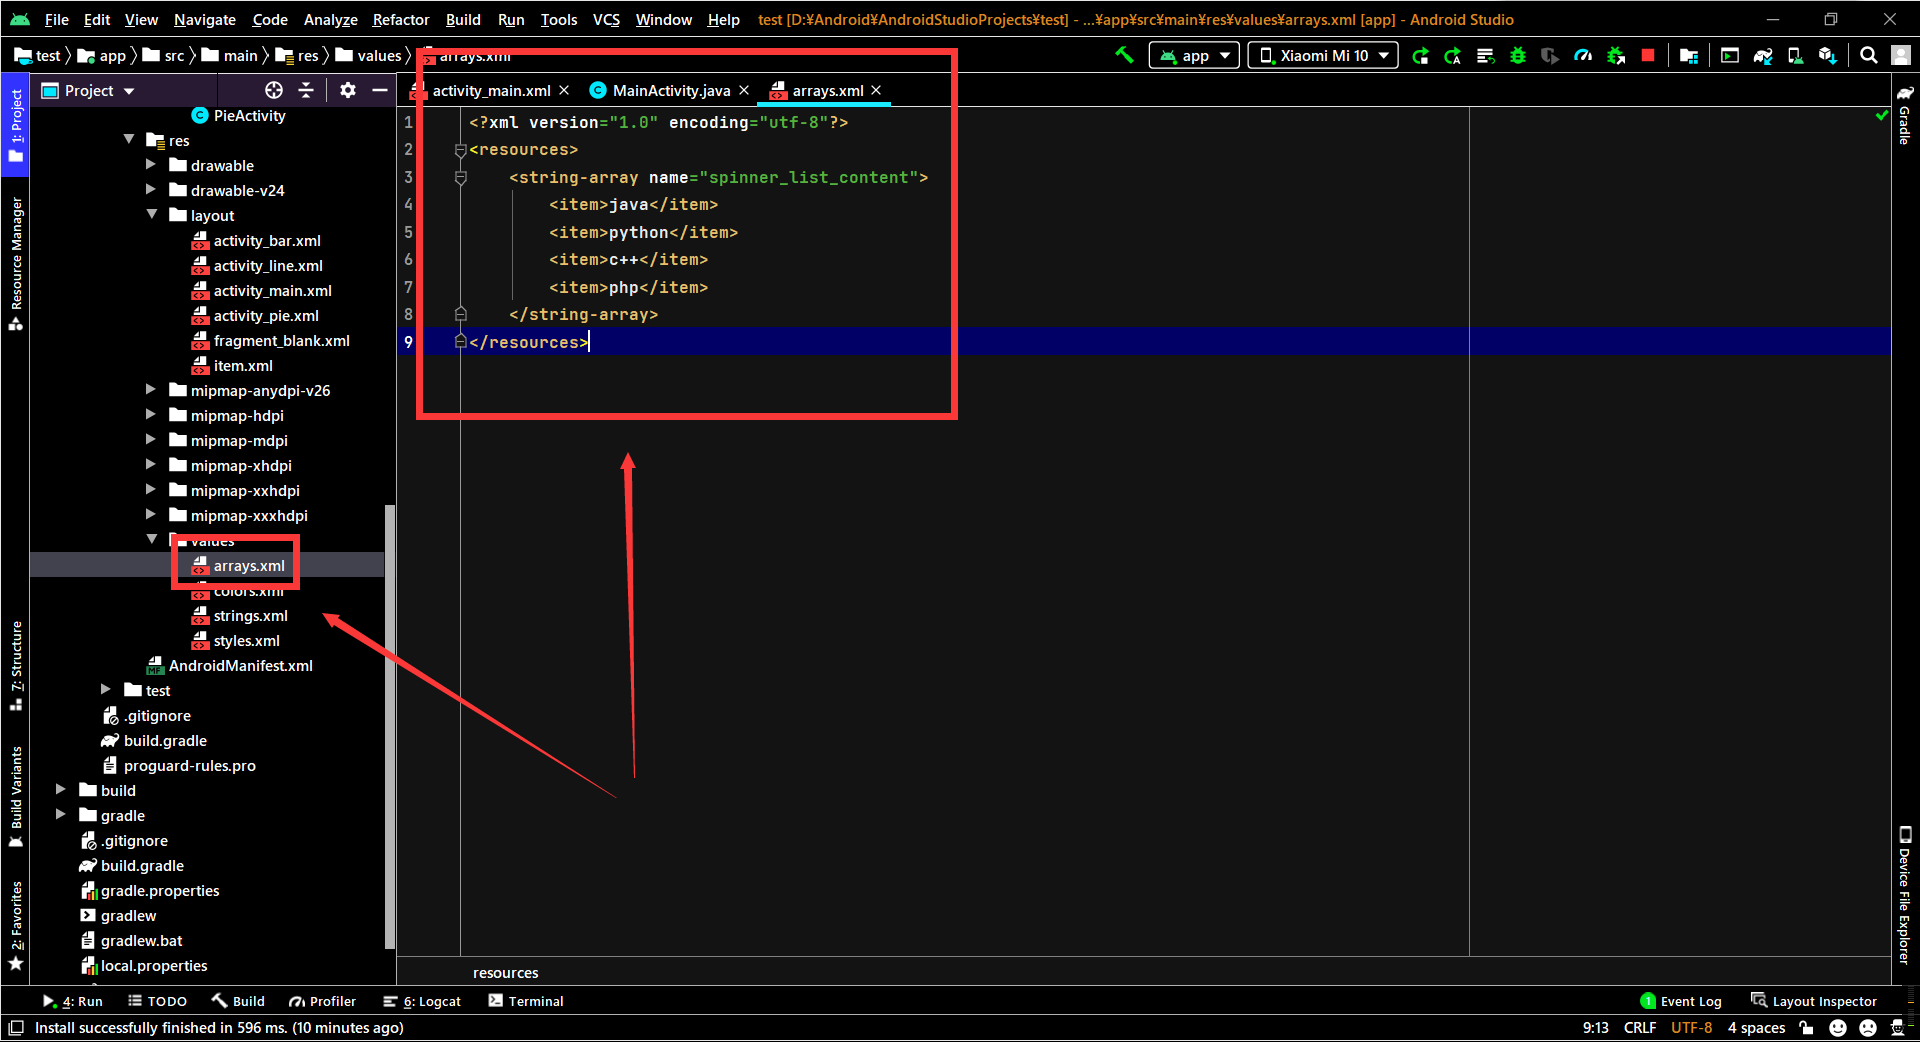 File Edit View Navigate Code Analyze Refactor Build Run Tools VCS Window Help test [D:¥Android¥AndroidStudioProjects¥test] - ...¥app¥src¥main¥res¥values¥arrays.xml [app] - Android Studio
test app src main res values arrays.xml app Xiaomi Mi 10
Project
activity_main.xml MainActivity.java arrays.xml
1: Project
Resource Manager
7: Structure
Build Variants
2: Favorites
PieActivity
res
drawable
drawable-v24
layout
activity_bar.xml
activity_line.xml
activity_main.xml
activity_pie.xml
fragment_blank.xml
item.xml
mipmap-anydpi-v26
mipmap-hdpi
mipmap-mdpi
mipmap-xhdpi
mipmap-xxhdpi
mipmap-xxxhdpi
values
arrays.xml
colors.xml
strings.xml
styles.xml
AndroidManifest.xml
test
.gitignore
build.gradle
proguard-rules.pro
build
gradle
.gitignore
build.gradle
gradle.properties
gradlew
gradlew.bat
local.properties
1 <?xml version="1.0" encoding="utf-8"?>
2 <resources>
3 <string-array name="spinner_list_content">
4 <item>java</item>
5 <item>python</item>
6 <item>c++</item>
7 <item>php</item>
8 </string-array>
9 </resources>
resources
Gradle
Device File Explorer
4: Run TODO Build Profiler 6: Logcat Terminal 1 Event Log Layout Inspector
Install successfully finished in 596 ms. (10 minutes ago) 9:13 CRLF UTF-8 4 spaces